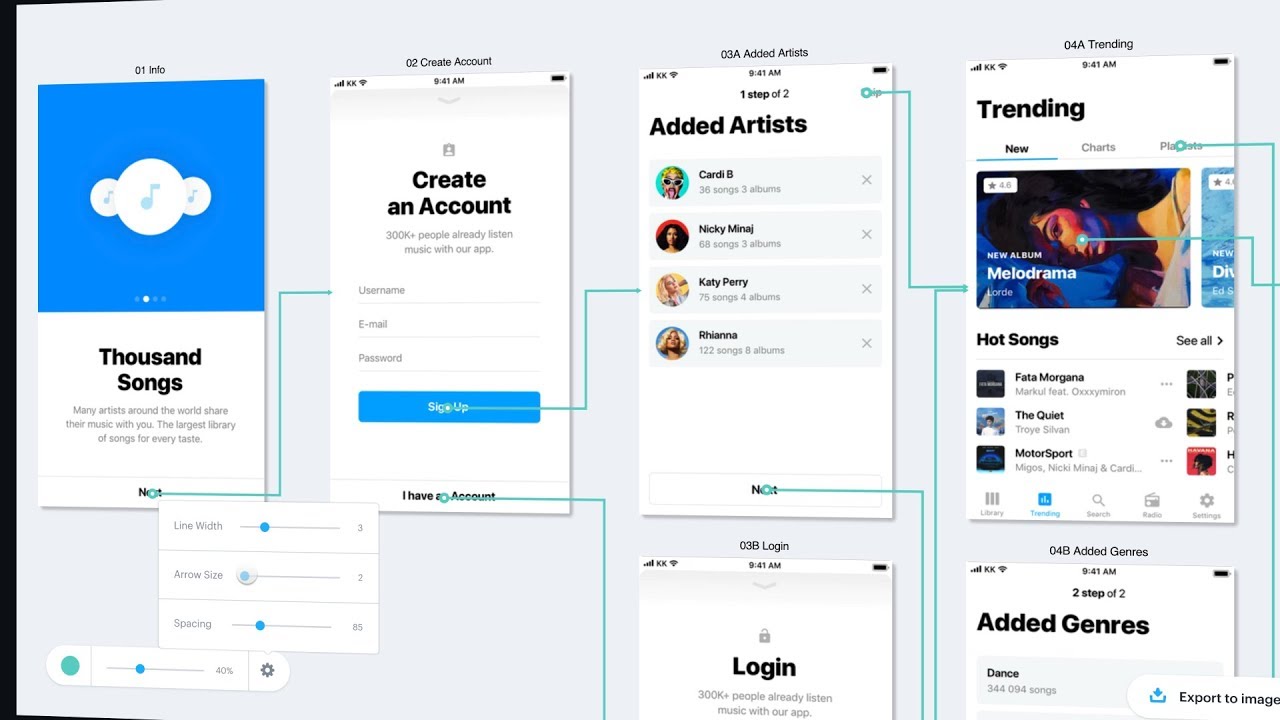 01 Info
Thousand
Songs
Many artists around the world share
their music with you. The largest library
of songs for every taste.
Line Width
3
Arrow Size
2
Spacing
85
40%
02 Create Account
KK
9:41 AM
Create
an Account
300K+ people already listen
music with our app.
Username
E-mail
Password
Sign Up
I have an Account
03A Added Artists
KK
9:41 AM
1 step of 2
Added Artists
Cardi B
36 songs 3 albums
Nicky Minaj
68 songs 3 albums
Katy Perry
75 songs 4 albums
Rhianna
122 songs 8 albums
Next
03B Login
KK
9:41 AM
Login
300K+ people already listen
music with our app.
04A Trending
KK
9:41 AM
Trending
New
Charts
Playlists
4.6
NEW ALBUM
Melodrama
Lorde
Hot Songs
See all
Fata Morgana
Markul feat. Oxxxymiron
The Quiet
Troye Silvan
MotorSport
Migos, Nicki Minaj & Cardi...
HAVANA
Library
Trending
Search
Radio
Settings
04B Added Genres
KK
9:41 AM
2 step of 2
Added Genres
Dance
344 094 songs
Export to image